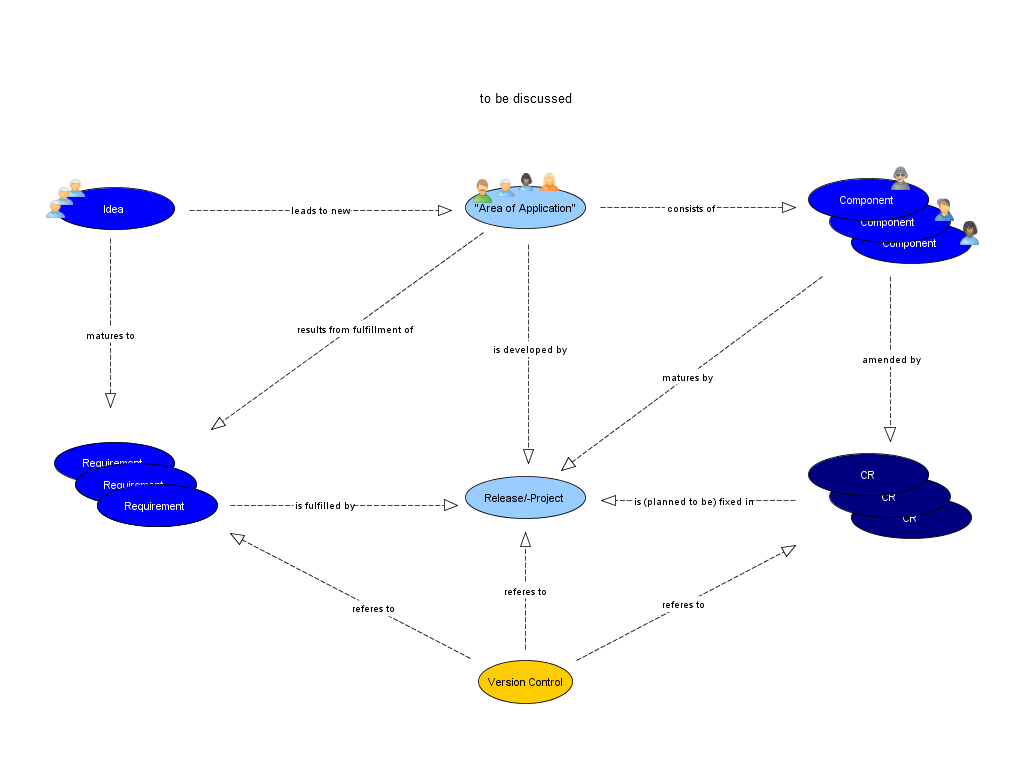 to be discussed
Idea
leads to new
"Area of Application"
consists of
Component
Component
Component
matures to
results from fulfillment of
is developed by
matures by
amended by
Requirement
Requirement
Requirement
is fulfilled by
Release/-Project
is (planned to be) fixed in
CR
CR
CR
referes to
referes to
referes to
Version Control